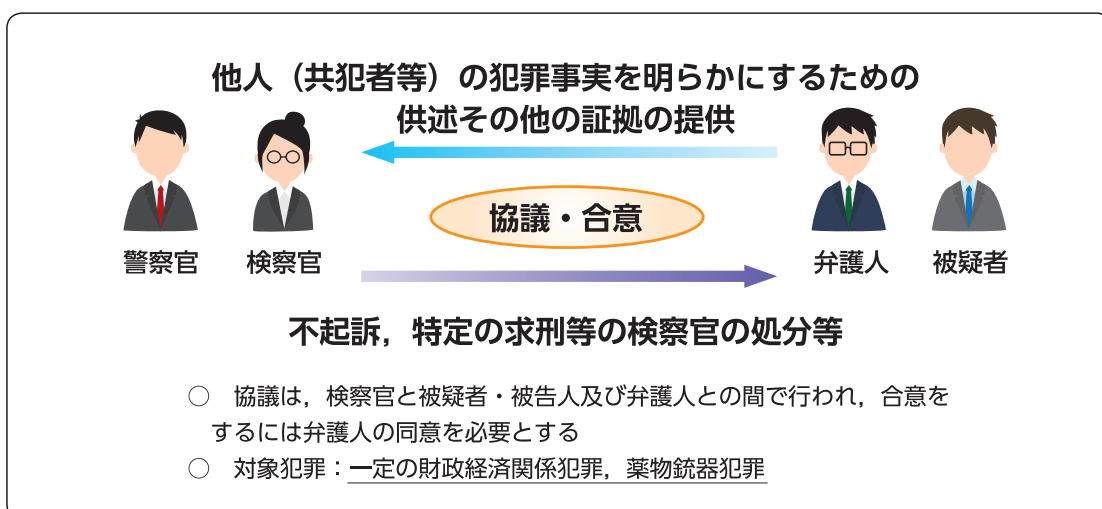 他人（共犯者等）の犯罪事実を明らかにするための
供述その他の証拠の提供
協議・合意
警察官
検察官
弁護人
被疑者
不起訴，特定の求刑等の検察官の処分等
○　協議は，検察官と被疑者・被告人及び弁護人との間で行われ，合意を
するには弁護人の同意を必要とする
○　対象犯罪：一定の財政経済関係犯罪，薬物銃器犯罪